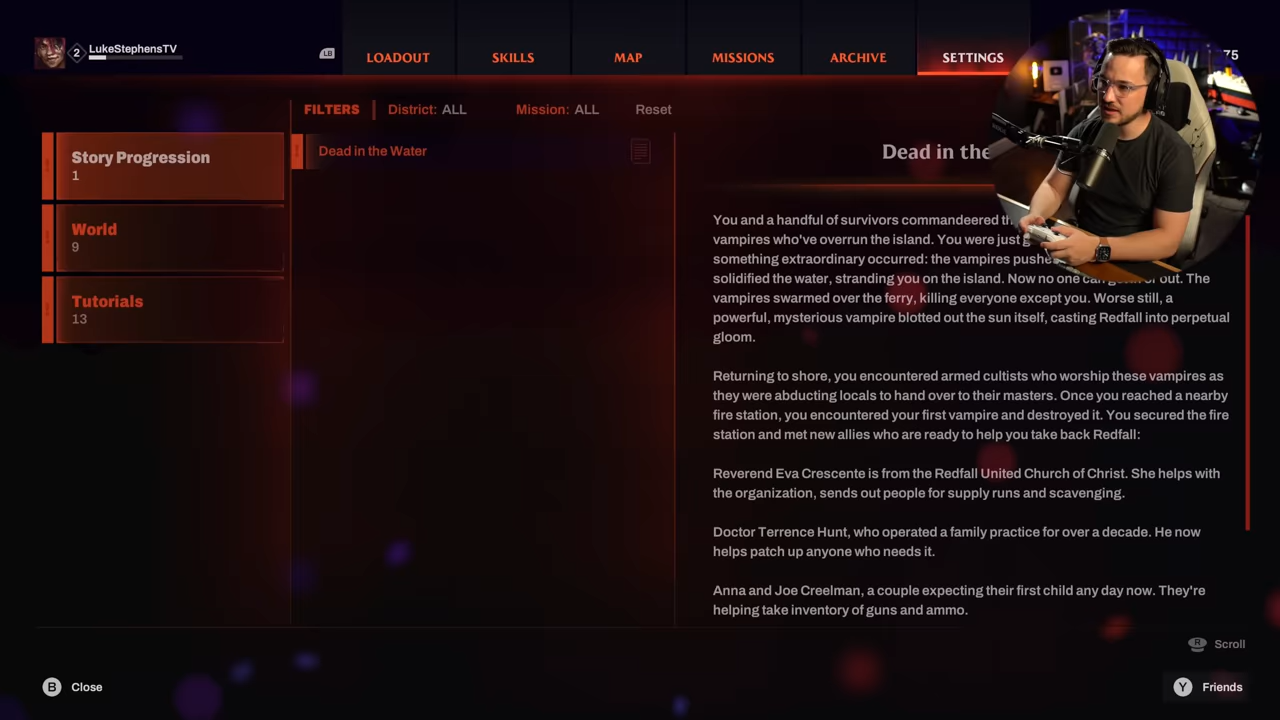 2
LukeStephensTV
LB
LOADOUT
SKILLS
MAP
MISSIONS
ARCHIVE
SETTINGS
75
FILTERS
District: ALL
Mission: ALL
Reset
Story Progression
1
World
9
Tutorials
13
Dead in the Water
Dead in the
You and a handful of survivors commandeered
vampires who've overrun the island. You were just
something extraordinary occurred: the vampires
solidified the water, stranding you on the island. Now no one can out. The
vampires swarmed over the ferry, killing everyone except you. Worse still, a
powerful, mysterious vampire blotted out the sun itself, casting Redfall into perpetual
gloom.
Returning to shore, you encountered armed cultists who worship these vampires as
they were abducting locals to hand over to their masters. Once you reached a nearby
fire station, you encountered your first vampire and destroyed it. You secured the fire
station and met new allies who are ready to help you take back Redfall:
Reverend Eva Crescente is from the Redfall United Church of Christ. She helps with
the organization, sends out people for supply runs and scavenging.
Doctor Terrence Hunt, who operated a family practice for over a decade. He now
helps patch up anyone who needs it.
Anna and Joe Creelman, a couple expecting their first child any day now. They're
helping take inventory of guns and ammo.
R Scroll
B Close
Y Friends